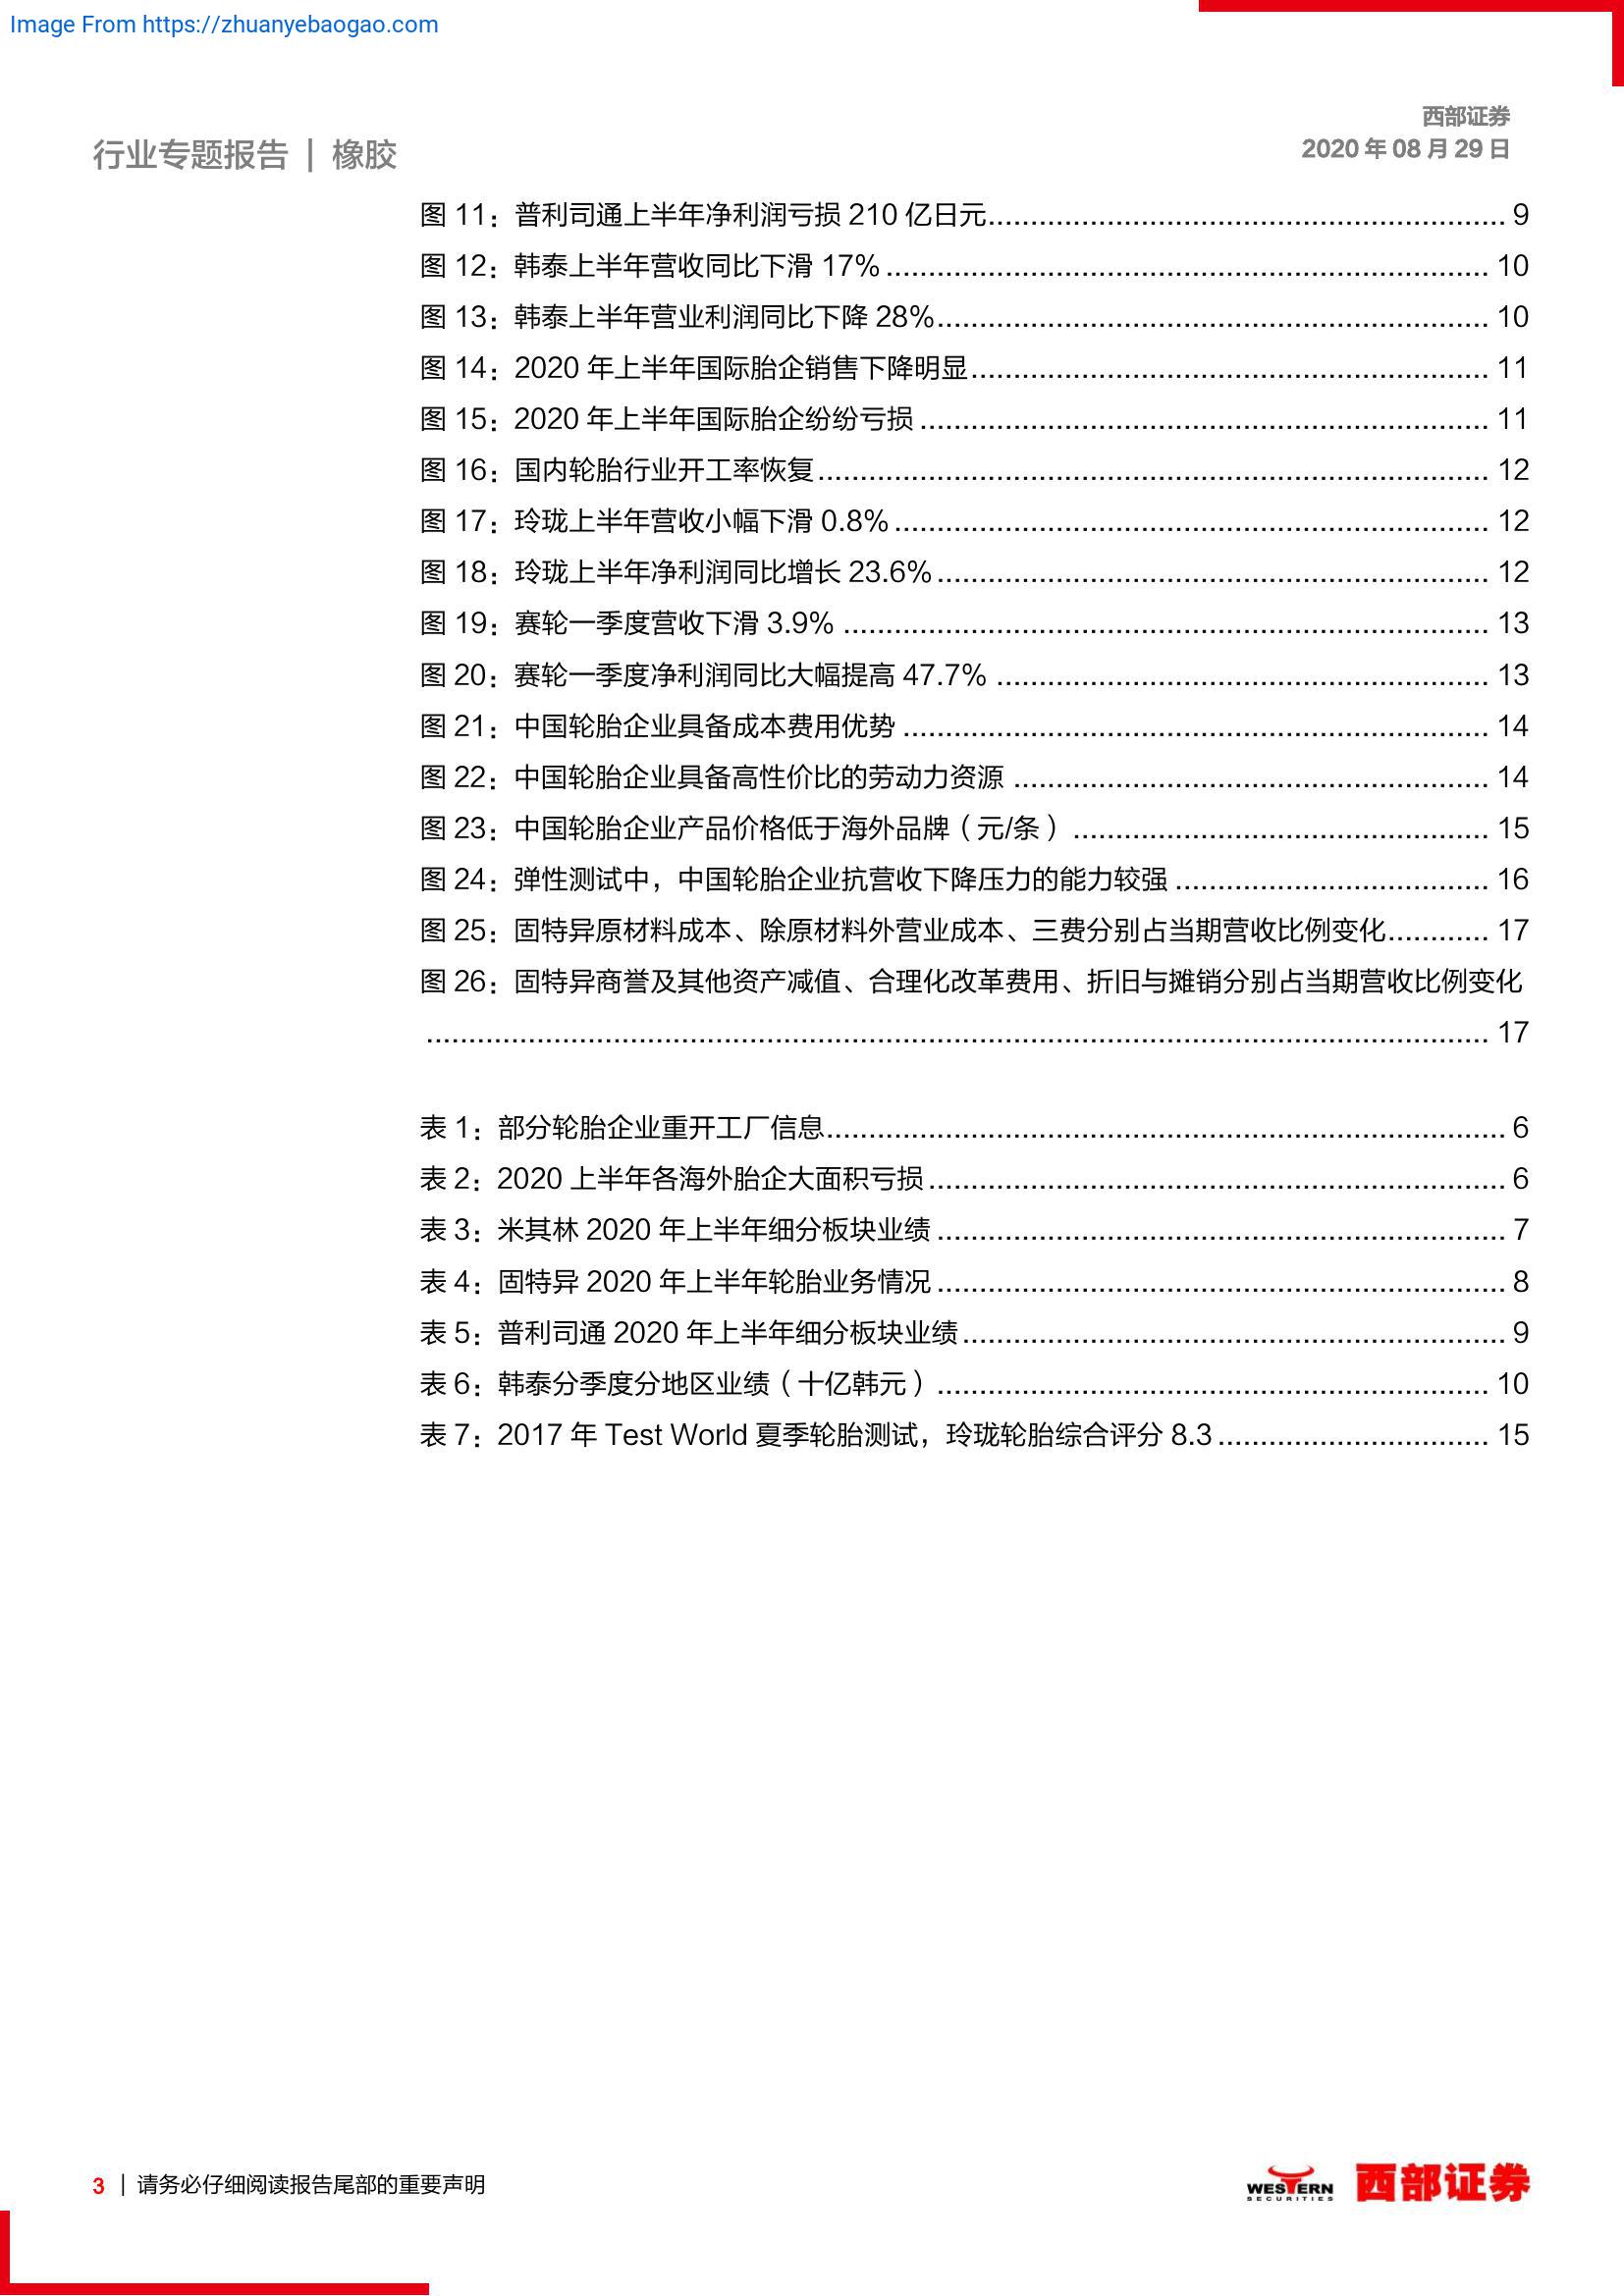 Image From https://zhuanyebaogao.com
西部证券
行业专题报告 | 橡胶
2020 年 08 月 29 日
图 11：普利司通上半年净利润亏损 210 亿日元 9
图 12：韩泰上半年营收同比下滑 17% 10
图 13：韩泰上半年营业利润同比下降 28% 10
图 14：2020 年上半年国际胎企销售下降明显 11
图 15：2020 年上半年国际胎企纷纷亏损 11
图 16：国内轮胎行业开工率恢复 12
图 17：玲珑上半年营收小幅下滑 0.8% 12
图 18：玲珑上半年净利润同比增长 23.6% 12
图 19：赛轮一季度营收下滑 3.9% 13
图 20：赛轮一季度净利润同比大幅提高 47.7% 13
图 21：中国轮胎企业具备成本费用优势 14
图 22：中国轮胎企业具备高性价比的劳动力资源 14
图 23：中国轮胎企业产品价格低于海外品牌（元/条） 15
图 24：弹性测试中，中国轮胎企业抗营收下降压力的能力较强 16
图 25：固特异原材料成本、除原材料外营业成本、三费分别占当期营收比例变化 17
图 26：固特异商誉及其他资产减值、合理化改革费用、折旧与摊销分别占当期营收比例变化
17
表 1：部分轮胎企业重开工厂信息 6
表 2：2020 上半年各海外胎企大面积亏损 6
表 3：米其林 2020 年上半年细分板块业绩 7
表 4：固特异 2020 年上半年轮胎业务情况 8
表 5：普利司通 2020 年上半年细分板块业绩 9
表 6：韩泰分季度分地区业绩（十亿韩元） 10
表 7：2017 年 Test World 夏季轮胎测试，玲珑轮胎综合评分 8.3 15
3 | 请务必仔细阅读报告尾部的重要声明
WESTERN
SECURITIES
西部证券